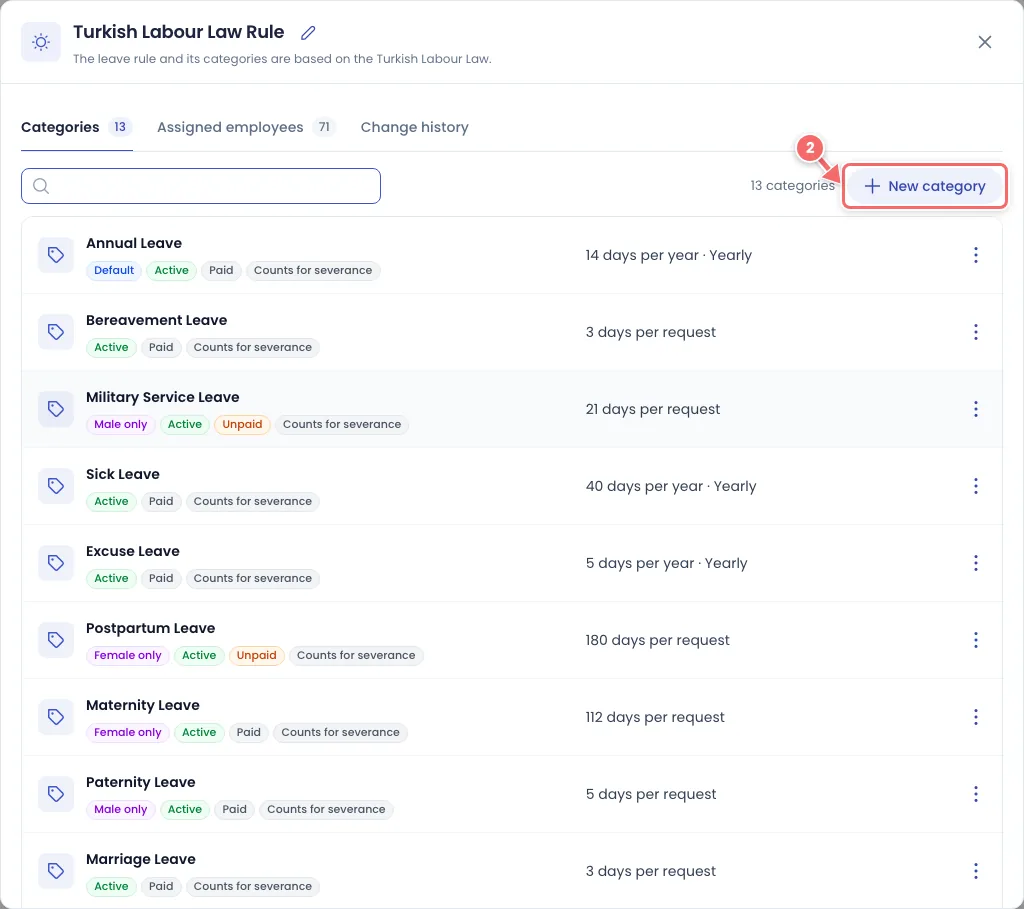 Turkish Labour Law Rule
The leave rule and its categories are based on the Turkish Labour Law.
Categories 13 Assigned employees 71 Change history
2
13 categories + New category
Annual Leave
Default Active Paid Counts for severance
14 days per year · Yearly
Bereavement Leave
Active Paid Counts for severance
3 days per request
Military Service Leave
Male only Active Unpaid Counts for severance
21 days per request
Sick Leave
Active Paid Counts for severance
40 days per year · Yearly
Excuse Leave
Active Paid Counts for severance
5 days per year · Yearly
Postpartum Leave
Female only Active Unpaid Counts for severance
180 days per request
Maternity Leave
Female only Active Paid Counts for severance
112 days per request
Paternity Leave
Male only Active Paid Counts for severance
5 days per request
Marriage Leave
Active Paid Counts for severance
3 days per request